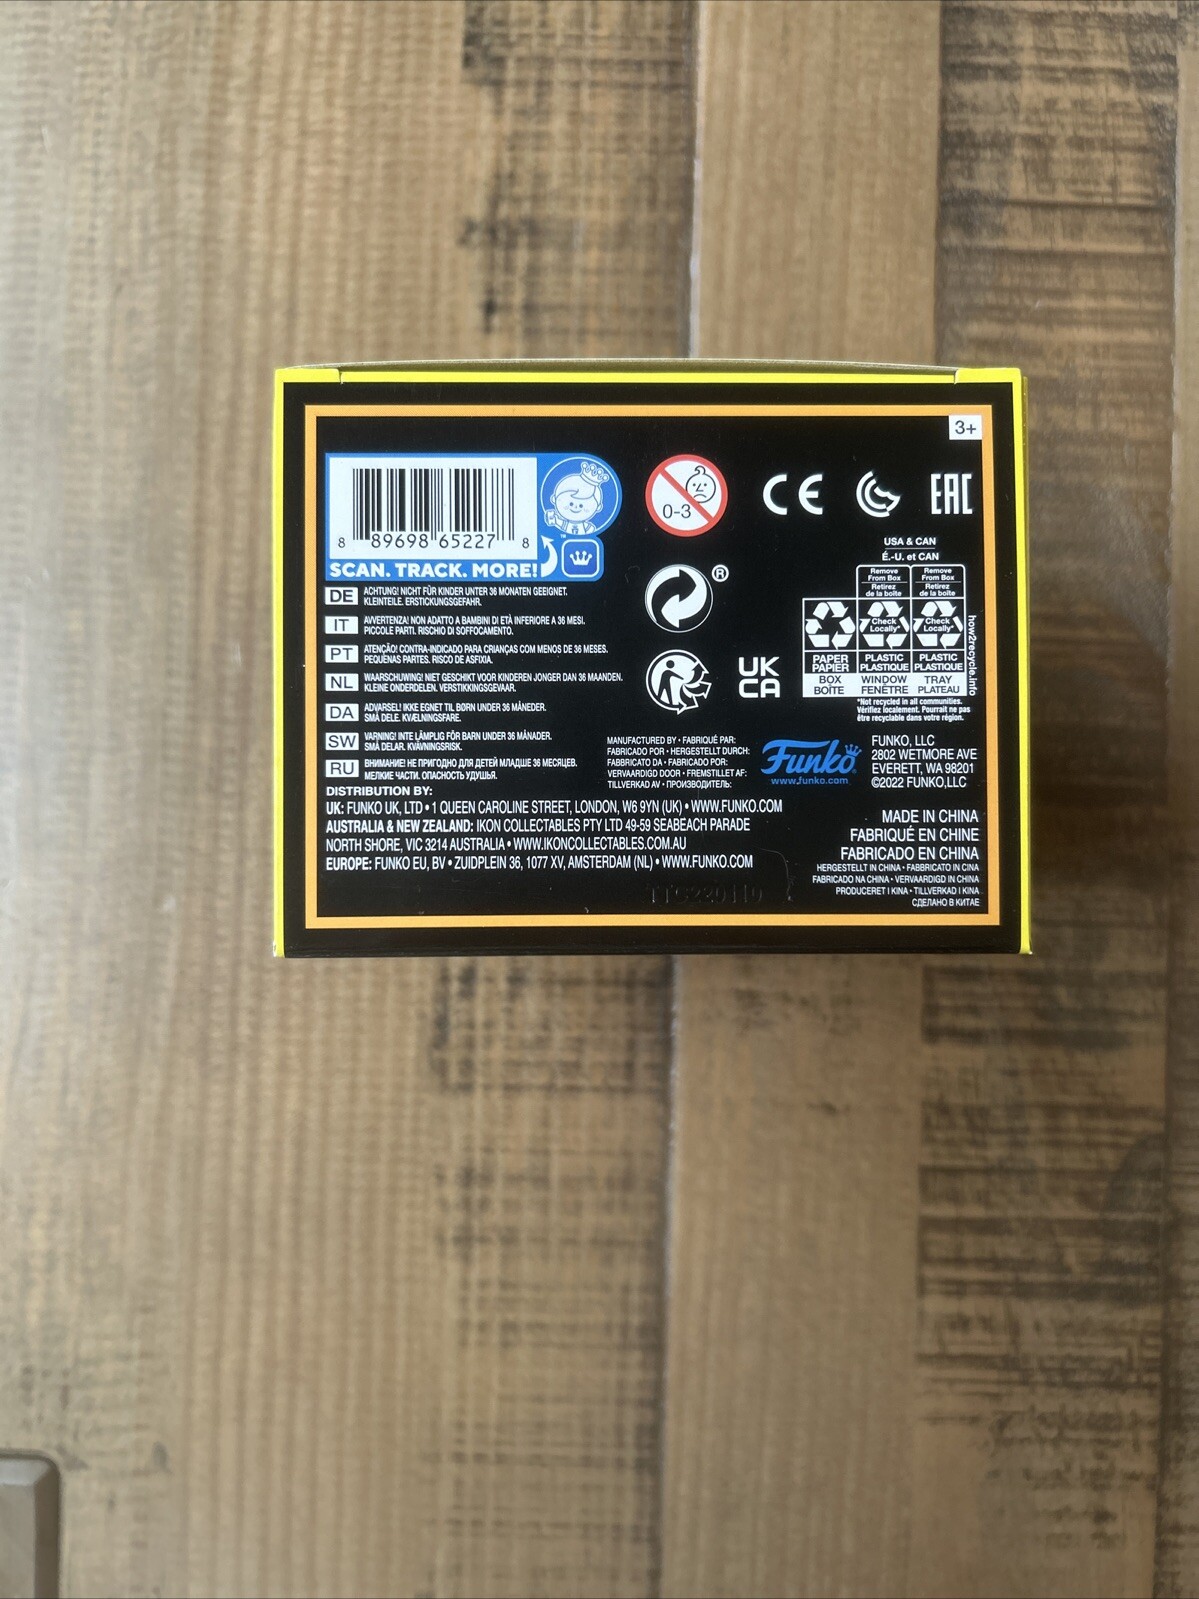 3+
8 89698 65227 8
SCAN. TRACK. MORE!
™
0-3
CE
EAC
®
USA & CAN
É.-U. et CAN
Remove From Box
Retirez de la boîte
Remove From Box
Retirez de la boîte
Check Locally*
Check Locally*
PAPER PAPIER
PLASTIC PLASTIQUE
PLASTIC PLASTIQUE
BOX BOÎTE
WINDOW FENÊTRE
TRAY PLATEAU
how2recycle.info
*Not recycled in all communities.
Vérifiez localement. Pourrait ne pas
être recyclable dans votre région.
UK
CA
DE ACHTUNG! NICHT FÜR KINDER UNTER 36 MONATEN GEEIGNET.
KLEINTEILE. ERSTICKUNGSGEFAHR.
IT AVVERTENZA! NON ADATTO A BAMBINI DI ETÀ INFERIORE A 36 MESI.
PICCOLE PARTI. RISCHIO DI SOFFOCAMENTO.
PT ATENÇÃO! CONTRA-INDICADO PARA CRIANÇAS COM MENOS DE 36 MESES.
PEQUENAS PARTES. RISCO DE ASFIXIA.
NL WAARSCHUWING! NIET GESCHIKT VOOR KINDEREN JONGER DAN 36 MAANDEN.
KLEINE ONDERDELEN. VERSTIKKINGSGEVAAR.
DA ADVARSEL! IKKE EGNET TIL BØRN UNDER 36 MÅNEDER.
SMÅ DELE. KVÆLNINGSFARE.
SW VARNING! INTE LÄMPLIG FÖR BARN UNDER 36 MÅNADER.
SMÅ DELAR. KVÄVNINGSRISK.
RU ВНИМАНИЕ! НЕ ПРИГОДНО ДЛЯ ДЕТЕЙ МЛАДШЕ 36 МЕСЯЦЕВ.
МЕЛКИЕ ЧАСТИ. ОПАСНОСТЬ УДУШЬЯ.
MANUFACTURED BY • FABRIQUÉ PAR:
FABRICADO POR • HERGESTELLT DURCH:
FABBRICATO DA • FABRICADO POR:
VERVAARDIGD DOOR • FREMSTILLET AF:
TILLVERKAD AV • ПРОИЗВОДИТЕЛЬ:
Funko®
www.funko.com
FUNKO, LLC
2802 WETMORE AVE
EVERETT, WA 98201
©2022 FUNKO,LLC
DISTRIBUTION BY:
UK: FUNKO UK, LTD • 1 QUEEN CAROLINE STREET, LONDON, W6 9YN (UK) • WWW.FUNKO.COM
AUSTRALIA & NEW ZEALAND: IKON COLLECTABLES PTY LTD 49-59 SEABEACH PARADE
NORTH SHORE, VIC 3214 AUSTRALIA • WWW.IKONCOLLECTABLES.COM.AU
EUROPE: FUNKO EU, BV • ZUIDPLEIN 36, 1077 XV, AMSTERDAM (NL) • WWW.FUNKO.COM
MADE IN CHINA
FABRIQUÉ EN CHINE
FABRICADO EN CHINA
HERGESTELLT IN CHINA • FABBRICATO IN CINA
FABRICADO NA CHINA • VERVAARDIGD IN CHINA
PRODUCERET I KINA • TILLVERKAD I KINA
СДЕЛАНО В КИТАЕ